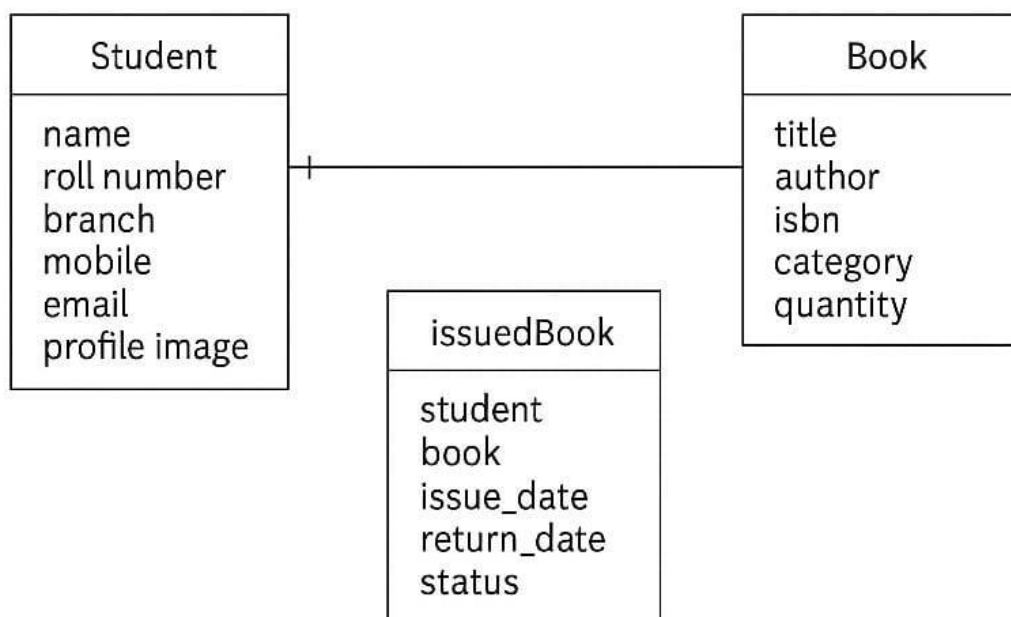 Student
name
roll number
branch
mobile
email
profile image
Book
title
author
isbn
category
quantity
issuedBook
student
book
issue_date
return_date
status